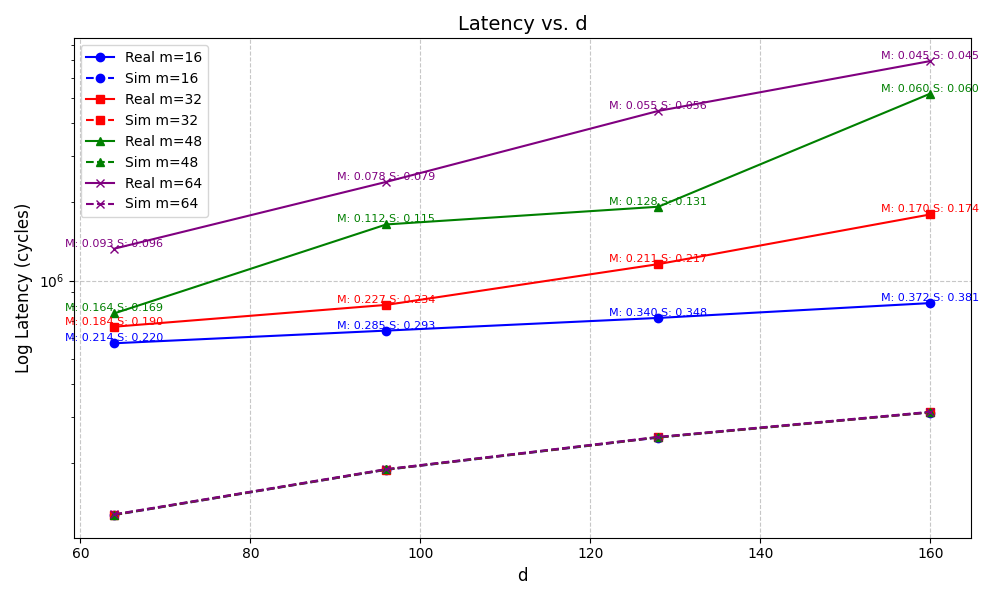 Latency vs. d
Real m=16
Sim m=16
Real m=32
Sim m=32
Real m=48
Sim m=48
Real m=64
Sim m=64
M: 0.045 S: 0.045
M: 0.060 S: 0.060
M: 0.055 S: 0.056
M: 0.078 S: 0.079
M: 0.128 S: 0.131
M: 0.170 S: 0.174
M: 0.112 S: 0.115
M: 0.093 S: 0.096
M: 0.211 S: 0.217
M: 0.372 S: 0.381
M: 0.227 S: 0.234
M: 0.164 S: 0.169
M: 0.340 S: 0.348
M: 0.184 S: 0.190
M: 0.285 S: 0.293
M: 0.214 S: 0.220
Log Latency (cycles)
10⁶
60 80 100 120 140 160
d